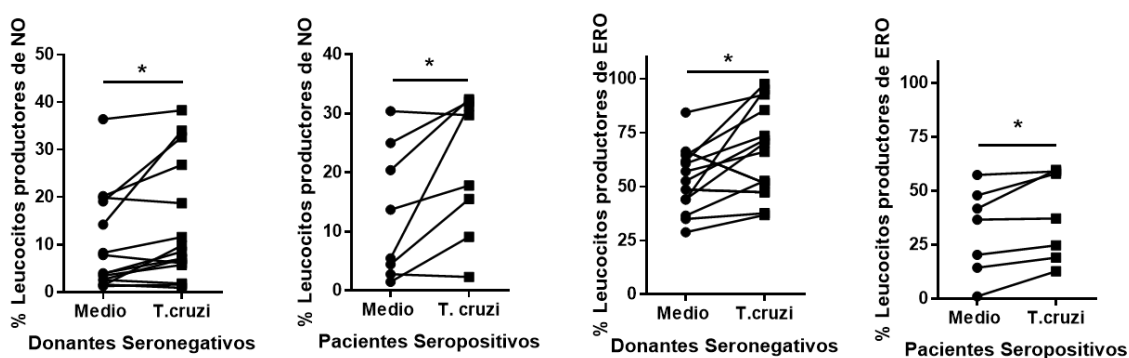 % Leucocitos productores de NO
50
40
30
20
10
0
*
Medio T.cruzi
Donantes Seronegativos
% Leucocitos productores de NO
40
30
20
10
0
*
Medio T. cruzi
Pacientes Seropositivos
% Leucocitos productores de ERO
100
75
50
25
0
*
Medio T.cruzi
Donantes Seronegativos
% Leucocitos productores de ERO
100
75
50
25
0
*
Medio T.cruzi
Pacientes Seropositivos